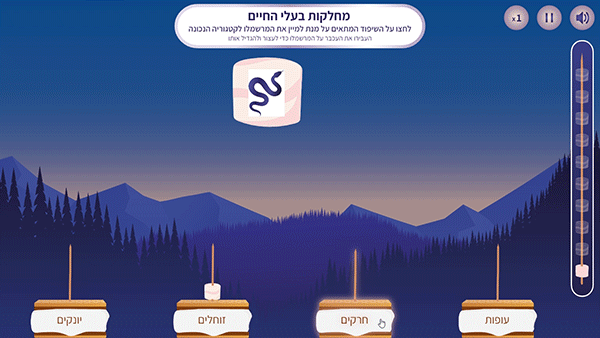 מחלקות בעלי החיים
לחצו על השיפוד המתאים על מנת למיין את המרשמלו לקטגוריה הנכונה
העבירו את העכבר על המרשמלו כדי לעצור ולהגדיל אותו
x1
עופות
חרקים
זוחלים
יונקים